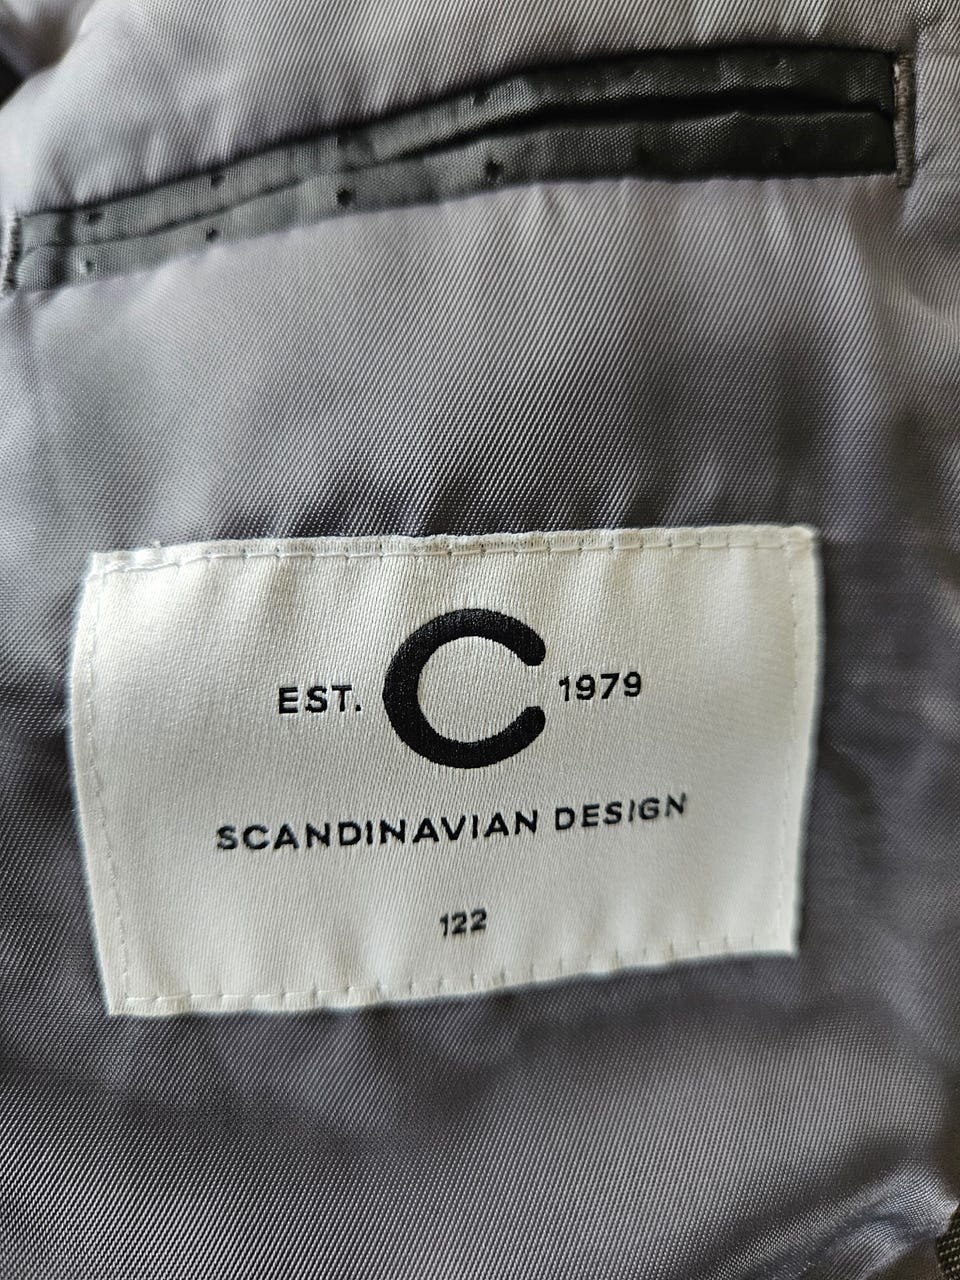 EST. C 1979
SCANDINAVIAN DESIGN
122